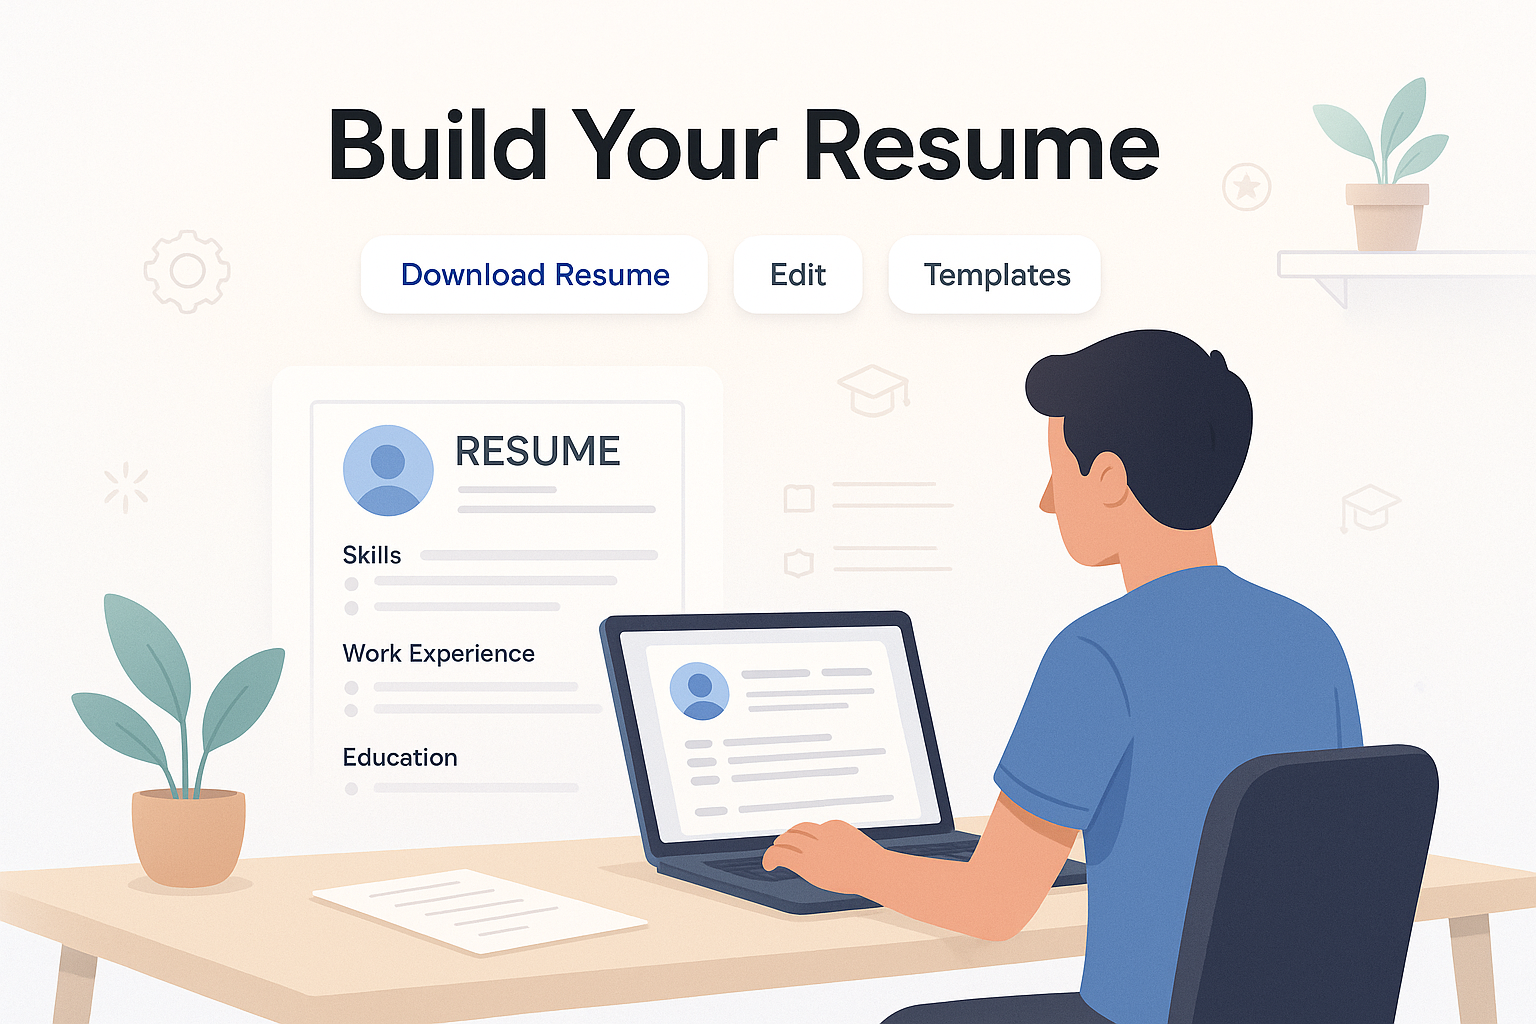 Build Your Resume
Download Resume
Edit
Templates
RESUME
Skills
Work Experience
Education